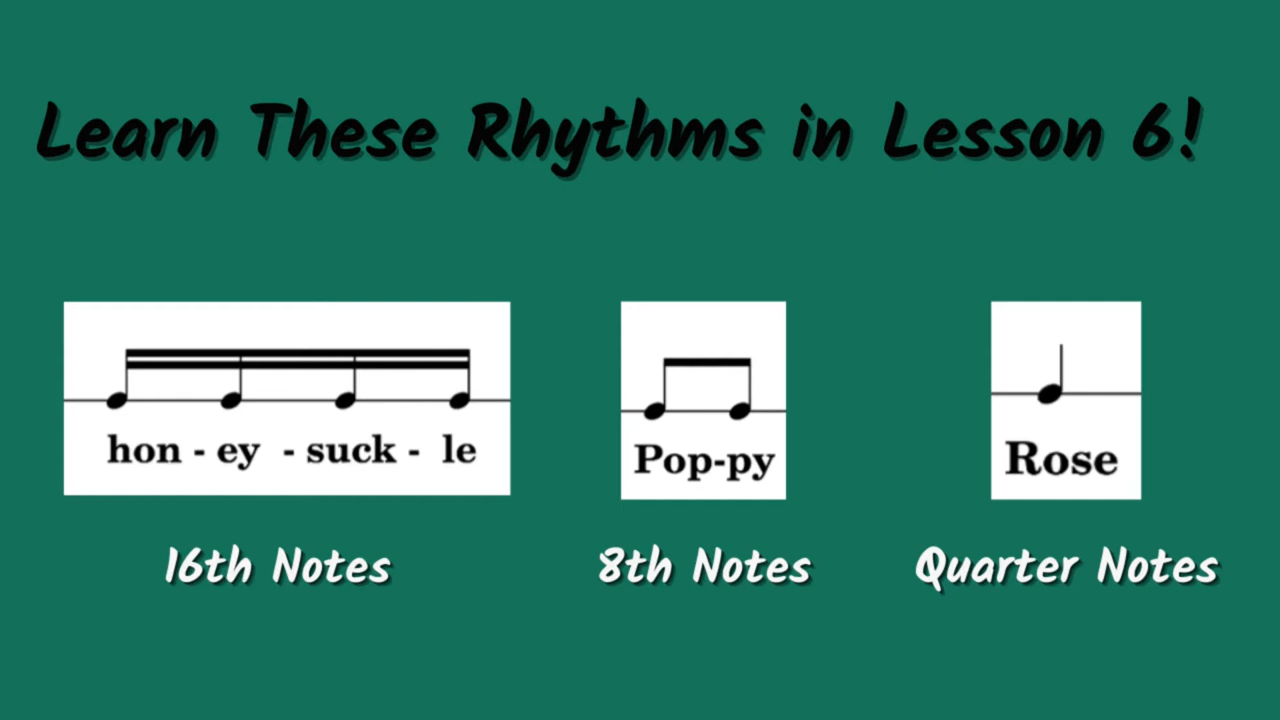 Learn These Rhythms in Lesson 6!
hon - ey - suck - le
Pop-py
Rose
16th Notes
8th Notes
Quarter Notes